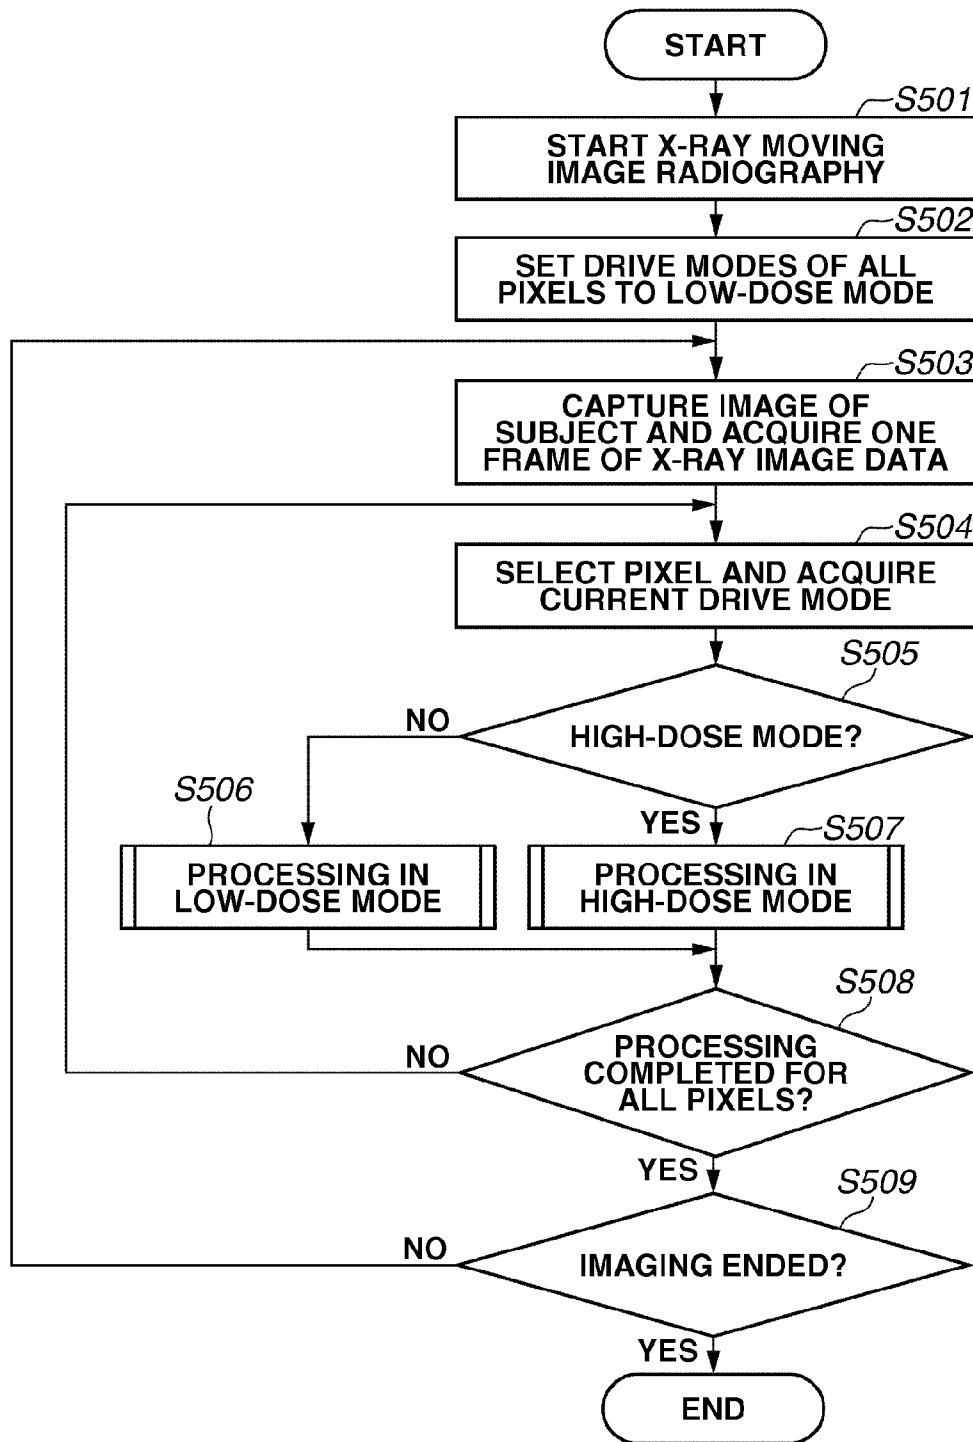 START
S501
START X-RAY MOVING
IMAGE RADIOGRAPHY
S502
SET DRIVE MODES OF ALL
PIXELS TO LOW-DOSE MODE
S503
CAPTURE IMAGE OF
SUBJECT AND ACQUIRE ONE
FRAME OF X-RAY IMAGE DATA
S504
SELECT PIXEL AND ACQUIRE
CURRENT DRIVE MODE
S505
NO
HIGH-DOSE MODE?
S506
YES
S507
PROCESSING IN
LOW-DOSE MODE
PROCESSING IN
HIGH-DOSE MODE
S508
NO
PROCESSING
COMPLETED FOR
ALL PIXELS?
YES
S509
NO
IMAGING ENDED?
YES
END